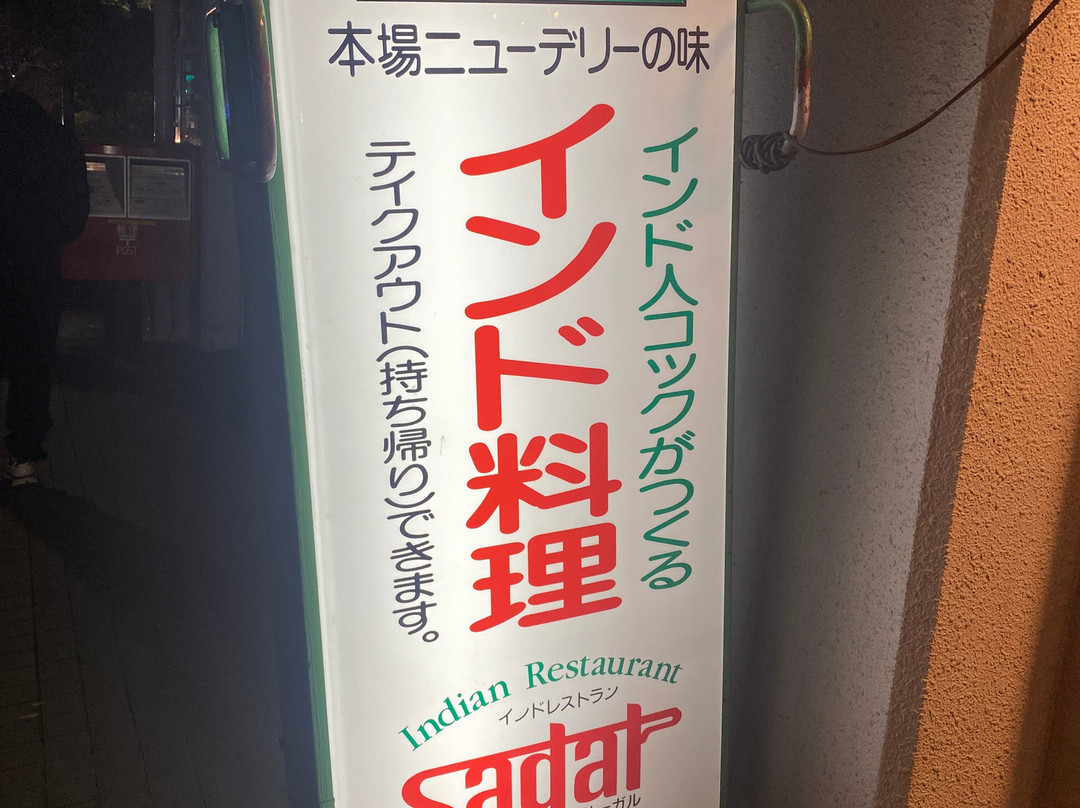 本場ニューデリーの味
インド人コックがつくる
インド料理
テイクアウト(持ち帰り)できます。
Indian Restaurant
インドレストラン
Sadar
POST